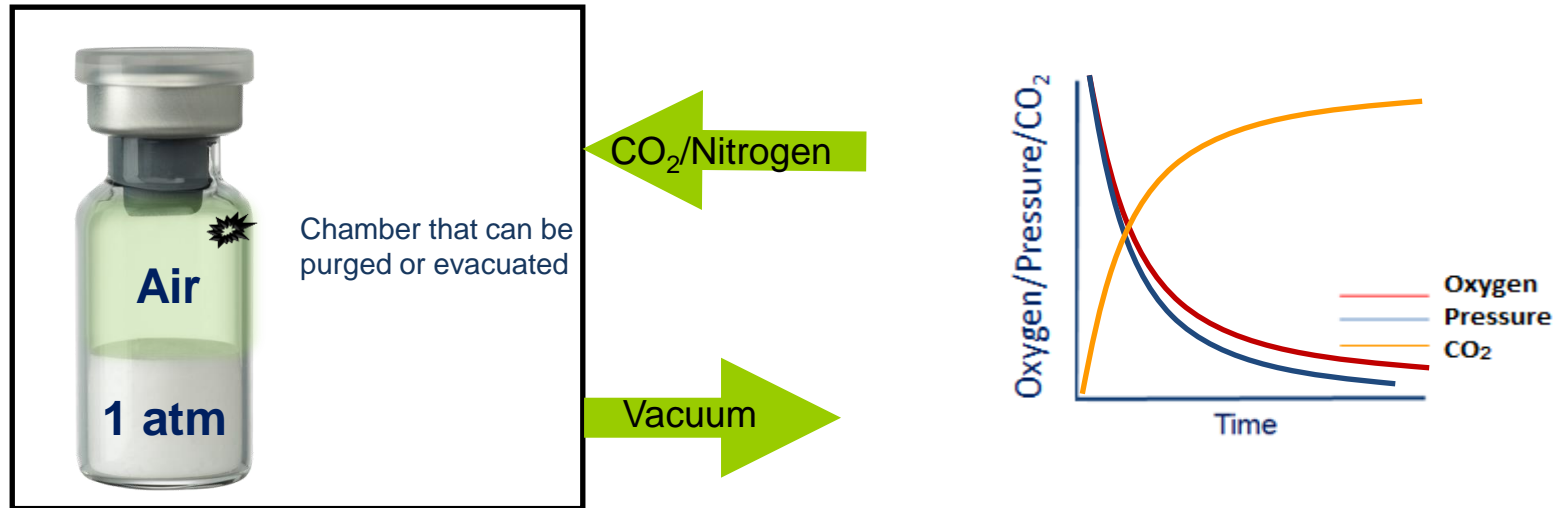 Air
1 atm
Chamber that can be
purged or evacuated
CO₂/Nitrogen
Vacuum
Oxygen/Pressure/CO₂
Oxygen
Pressure
CO₂
Time